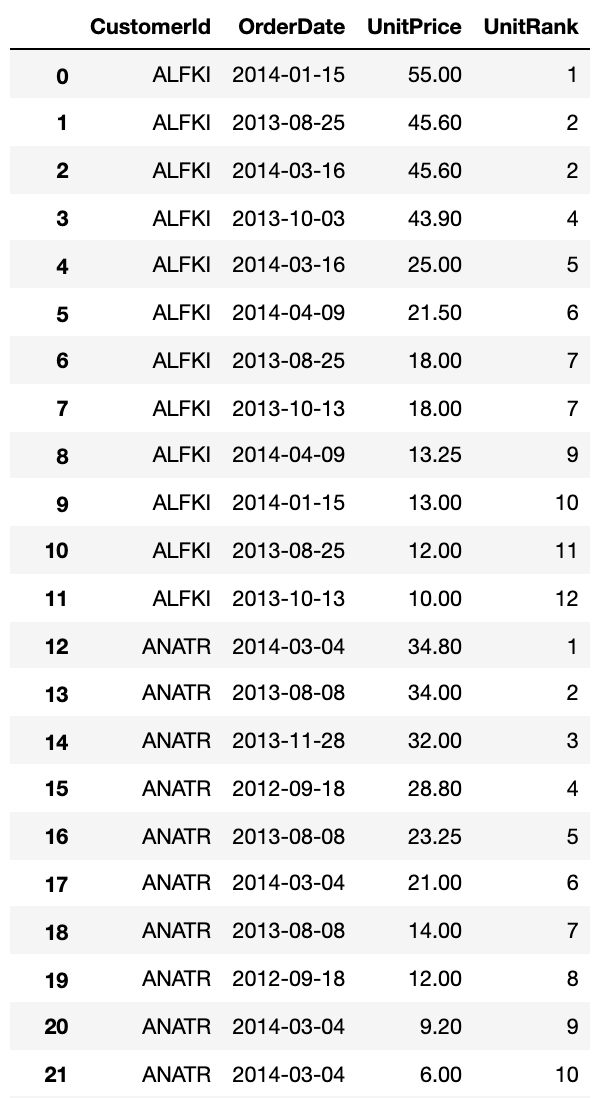 CustomerId OrderDate UnitPrice UnitRank
0 ALFKI 2014-01-15 55.00 1
1 ALFKI 2013-08-25 45.60 2
2 ALFKI 2014-03-16 45.60 2
3 ALFKI 2013-10-03 43.90 4
4 ALFKI 2014-03-16 25.00 5
5 ALFKI 2014-04-09 21.50 6
6 ALFKI 2013-08-25 18.00 7
7 ALFKI 2013-10-13 18.00 7
8 ALFKI 2014-04-09 13.25 9
9 ALFKI 2014-01-15 13.00 10
10 ALFKI 2013-08-25 12.00 11
11 ALFKI 2013-10-13 10.00 12
12 ANATR 2014-03-04 34.80 1
13 ANATR 2013-08-08 34.00 2
14 ANATR 2013-11-28 32.00 3
15 ANATR 2012-09-18 28.80 4
16 ANATR 2013-08-08 23.25 5
17 ANATR 2014-03-04 21.00 6
18 ANATR 2013-08-08 14.00 7
19 ANATR 2012-09-18 12.00 8
20 ANATR 2014-03-04 9.20 9
21 ANATR 2014-03-04 6.00 10